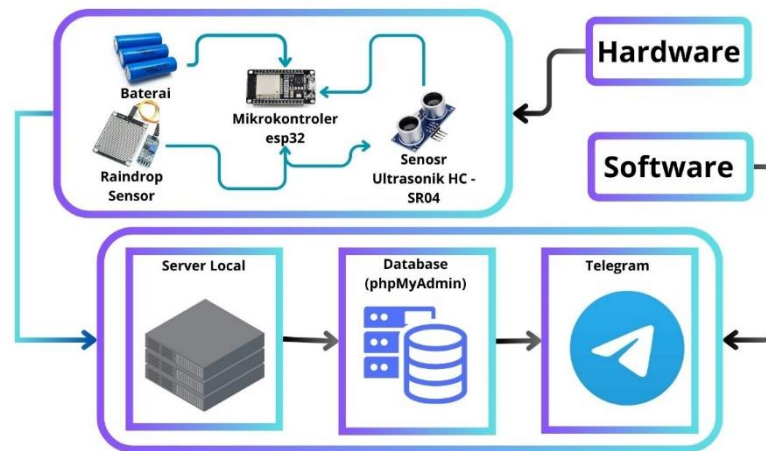 Hardware
Software
Baterai
Raindrop
Sensor
Mikrokontroler
esp32
Senosr
Ultrasonik HC -
SR04
Server Local
Database
(phpMyAdmin)
Telegram